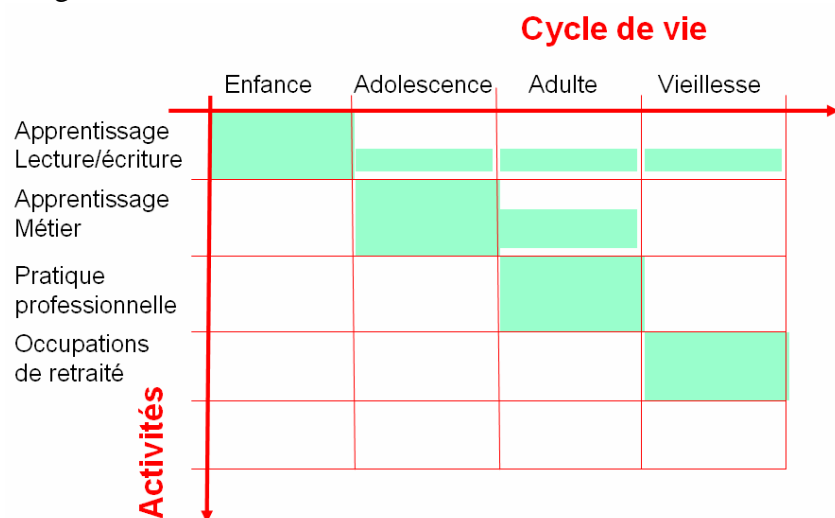 Cycle de vie
Enfance Adolescence Adulte Vieillesse
Apprentissage
Lecture/écriture
Apprentissage
Métier
Pratique
professionnelle
Occupations
de retraité
Activités